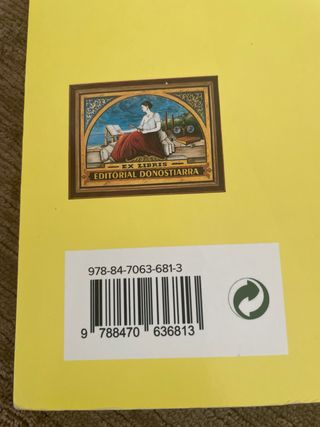 EX LIBRIS
EDITORIAL DONOSTIARRA
978-84-7063-681-3
9 788470 636813